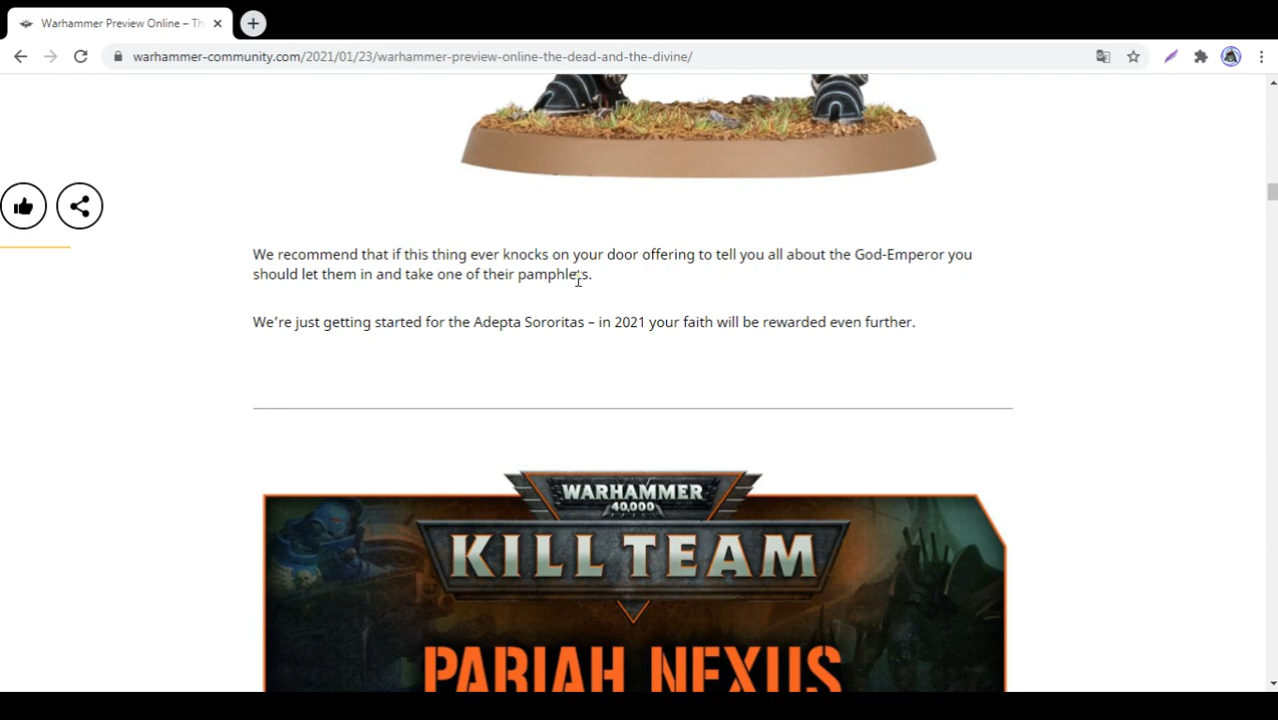 Warhammer Preview Online – Th
warhammer-community.com/2021/01/23/warhammer-preview-online-the-dead-and-the-divine/
We recommend that if this thing ever knocks on your door offering to tell you all about the God-Emperor you
should let them in and take one of their pamphlets.
We're just getting started for the Adepta Sororitas – in 2021 your faith will be rewarded even further.
WARHAMMER
40,000
KILL TEAM
PARIAH NEXUS